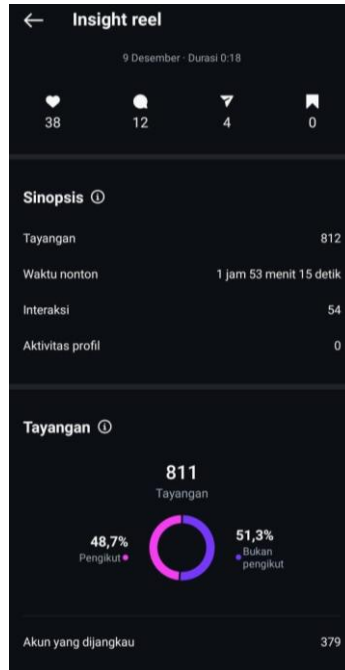 Insight reel
9 Desember · Durasi 0:18
38 12 4 0
Sinopsis
Tayangan 812
Waktu nonton 1 jam 53 menit 15 detik
Interaksi 54
Aktivitas profil 0
Tayangan
811
Tayangan
48,7%
Pengikut
51,3%
Bukan
pengikut
Akun yang dijangkau 379